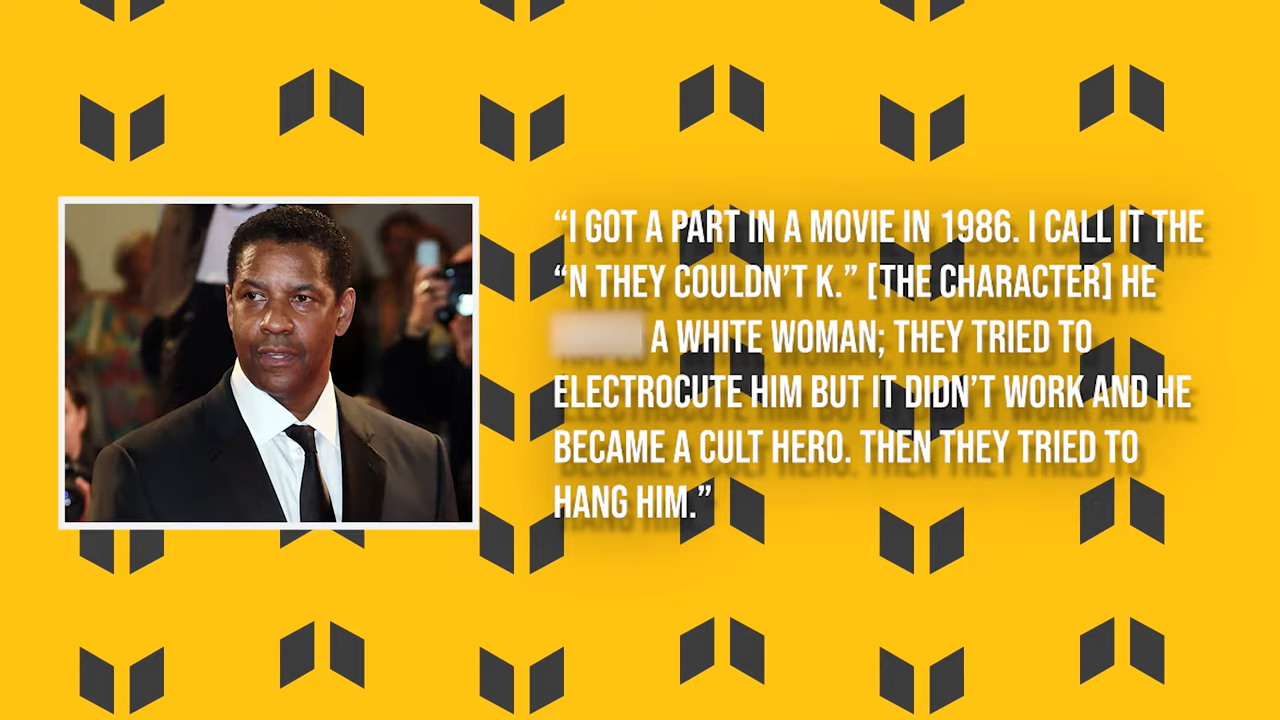 “I GOT A PART IN A MOVIE IN 1986. I CALL IT THE
“N THEY COULDN’T K.” [THE CHARACTER] HE
A WHITE WOMAN; THEY TRIED TO
ELECTROCUTE HIM BUT IT DIDN’T WORK AND HE
BECAME A CULT HERO. THEN THEY TRIED TO
HANG HIM.”